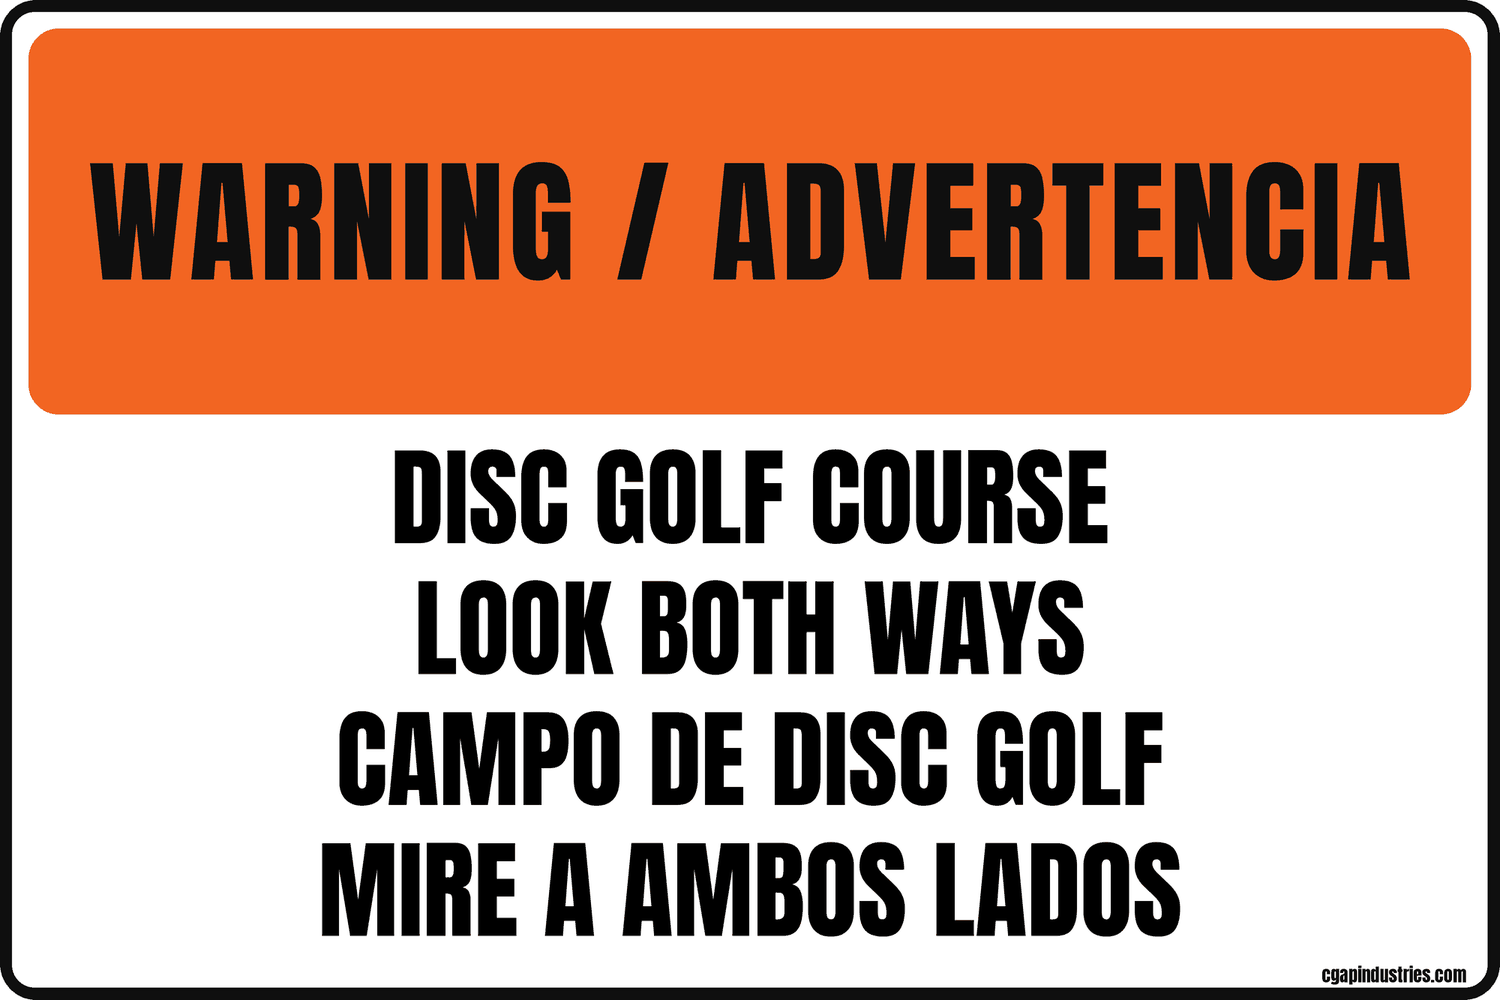 WARNING / ADVERTENCIA
DISC GOLF COURSE
LOOK BOTH WAYS
CAMPO DE DISC GOLF
MIRE A AMBOS LADOS
cgapindustries.com